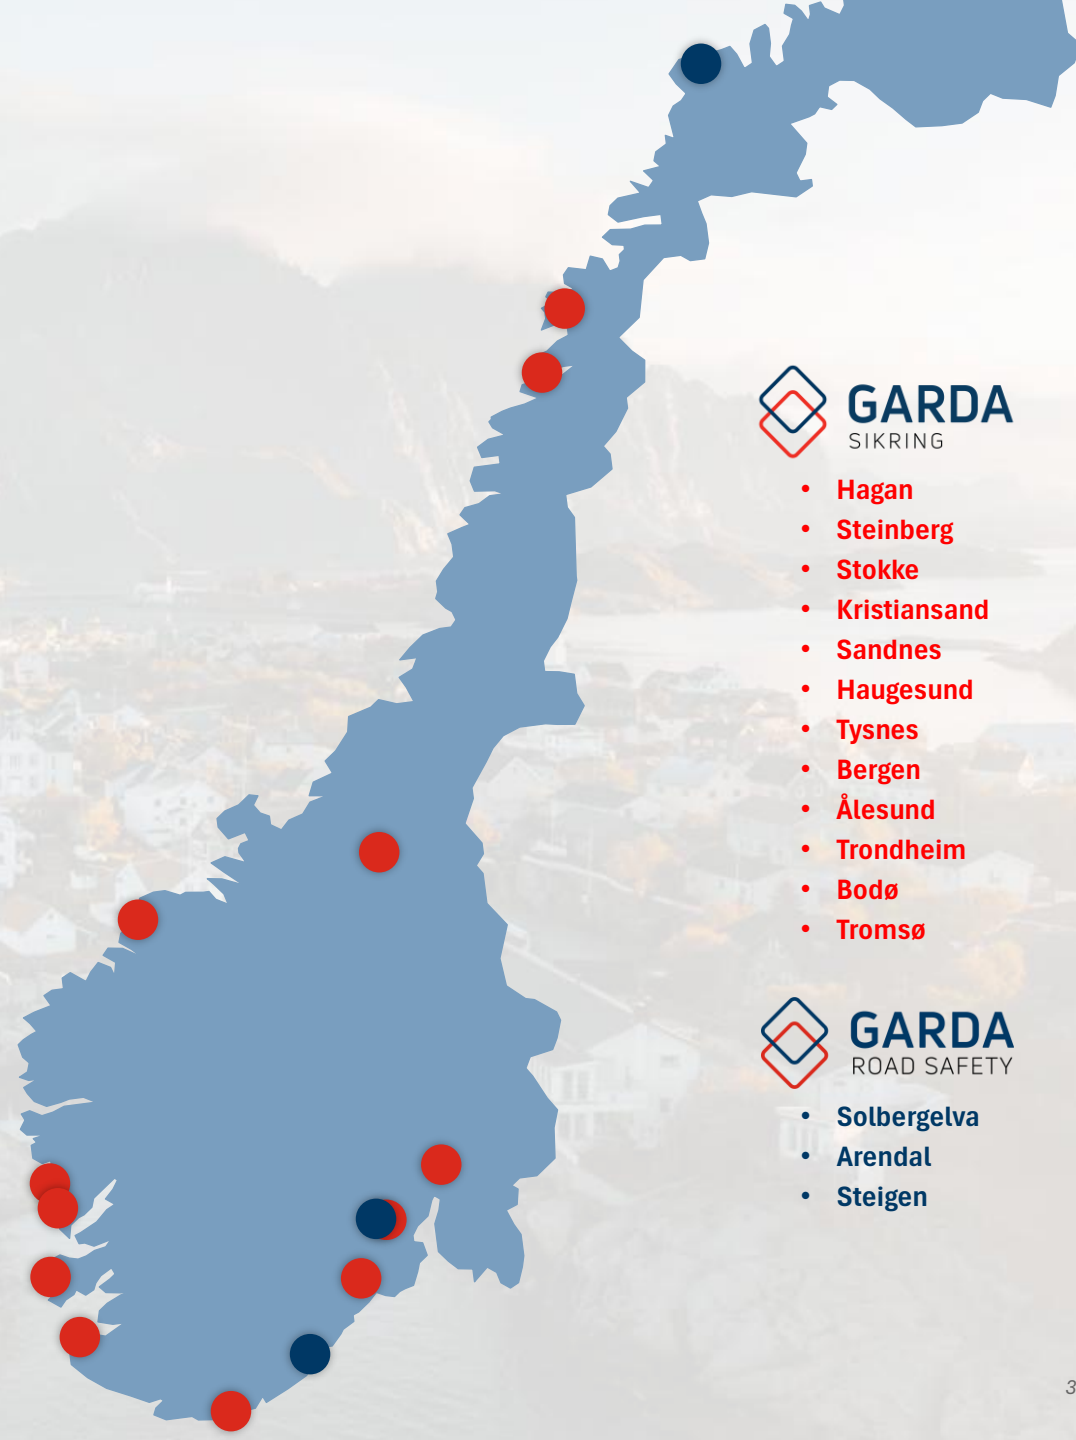 GARDA
SIKRING
• Hagan
• Steinberg
• Stokke
• Kristiansand
• Sandnes
• Haugesund
• Tysnes
• Bergen
• Ålesund
• Trondheim
• Bodø
• Tromsø
GARDA
ROAD SAFETY
• Solbergelva
• Arendal
• Steigen
3